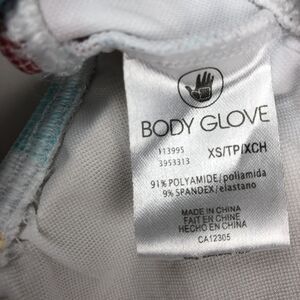 BODY GLOVE
113995 XS/TP/XCH
3953313
91% POLYAMIDE/poliamida
9% SPANDEX/elastano
MADE IN CHINA
FAIT EN CHINE
HECHO EN CHINA
CA12305